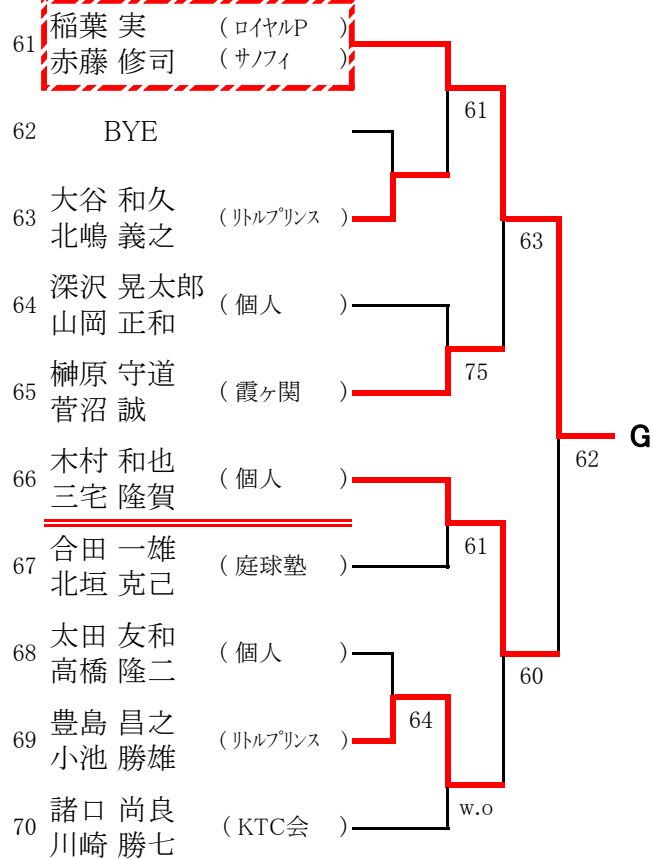 61 稲葉 実 (ロイヤルP)
赤藤 修司 (サノフィ)
62 BYE
63 大谷 和久 (リトルプリンス)
北嶋 義之
64 深沢 晃太郎 (個人)
山岡 正和
65 榊原 守道 (霞ヶ関)
菅沼 誠
66 木村 和也 (個人)
三宅 隆賀
67 合田 一雄 (庭球塾)
北垣 克己
68 太田 友和 (個人)
高橋 隆二
69 豊島 昌之 (リトルプリンス)
小池 勝雄
70 諸口 尚良 (KTC会)
川崎 勝七
61
75
61
64
w.o
63
60
62
G